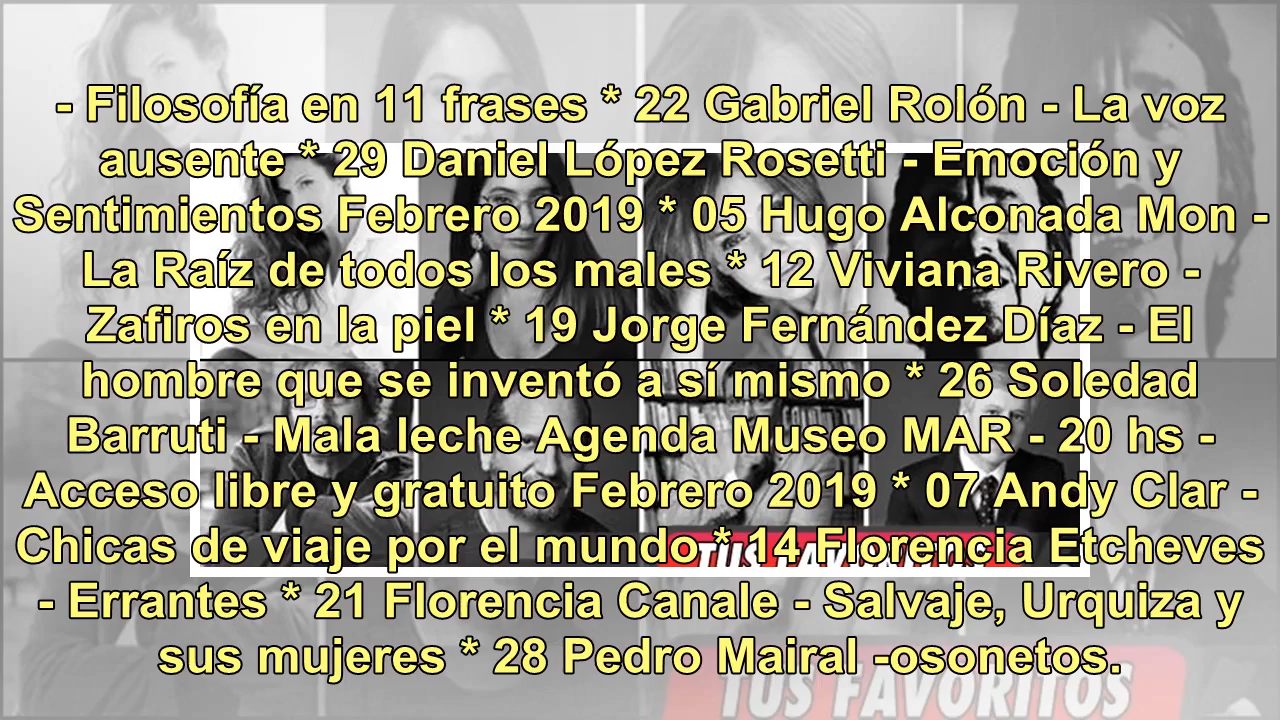 - Filosofía en 11 frases * 22 Gabriel Rolón - La voz
ausente * 29 Daniel López Rosetti - Emoción y
Sentimientos Febrero 2019 * 05 Hugo Alconada Mon -
La Raíz de todos los males * 12 Viviana Rivero -
Zafiros en la piel * 19 Jorge Fernández Díaz - El
hombre que se inventó a sí mismo * 26 Soledad
Barruti - Mala leche Agenda Museo MAR - 20 hs -
Acceso libre y gratuito Febrero 2019 * 07 Andy Clar -
Chicas de viaje por el mundo * 14 Florencia Etcheves
- Errantes * 21 Florencia Canale - Salvaje, Urquiza y
sus mujeres * 28 Pedro Mairal -osonetos.
TUS FAVORITOS